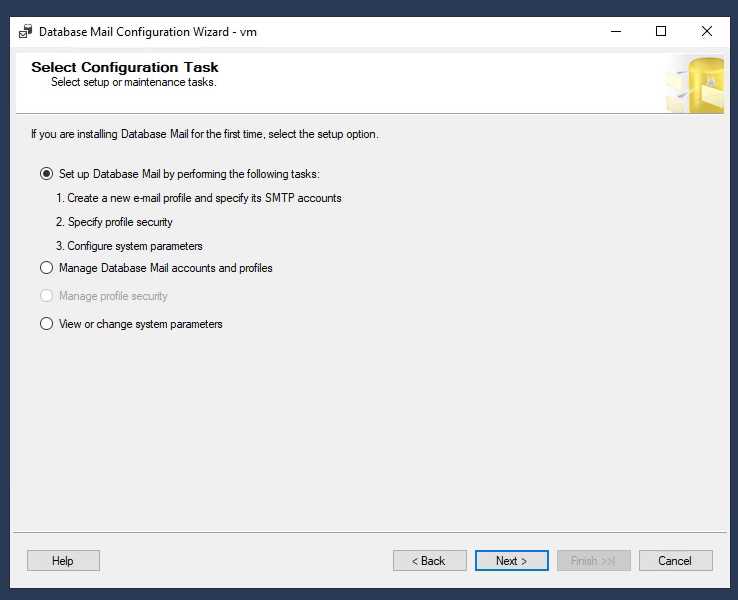 Database Mail Configuration Wizard - vm
Select Configuration Task
Select setup or maintenance tasks.
If you are installing Database Mail for the first time, select the setup option.
Set up Database Mail by performing the following tasks:
1. Create a new e-mail profile and specify its SMTP accounts
2. Specify profile security
3. Configure system parameters
Manage Database Mail accounts and profiles
Manage profile security
View or change system parameters
Help
< Back
Next >
Finish >>|
Cancel